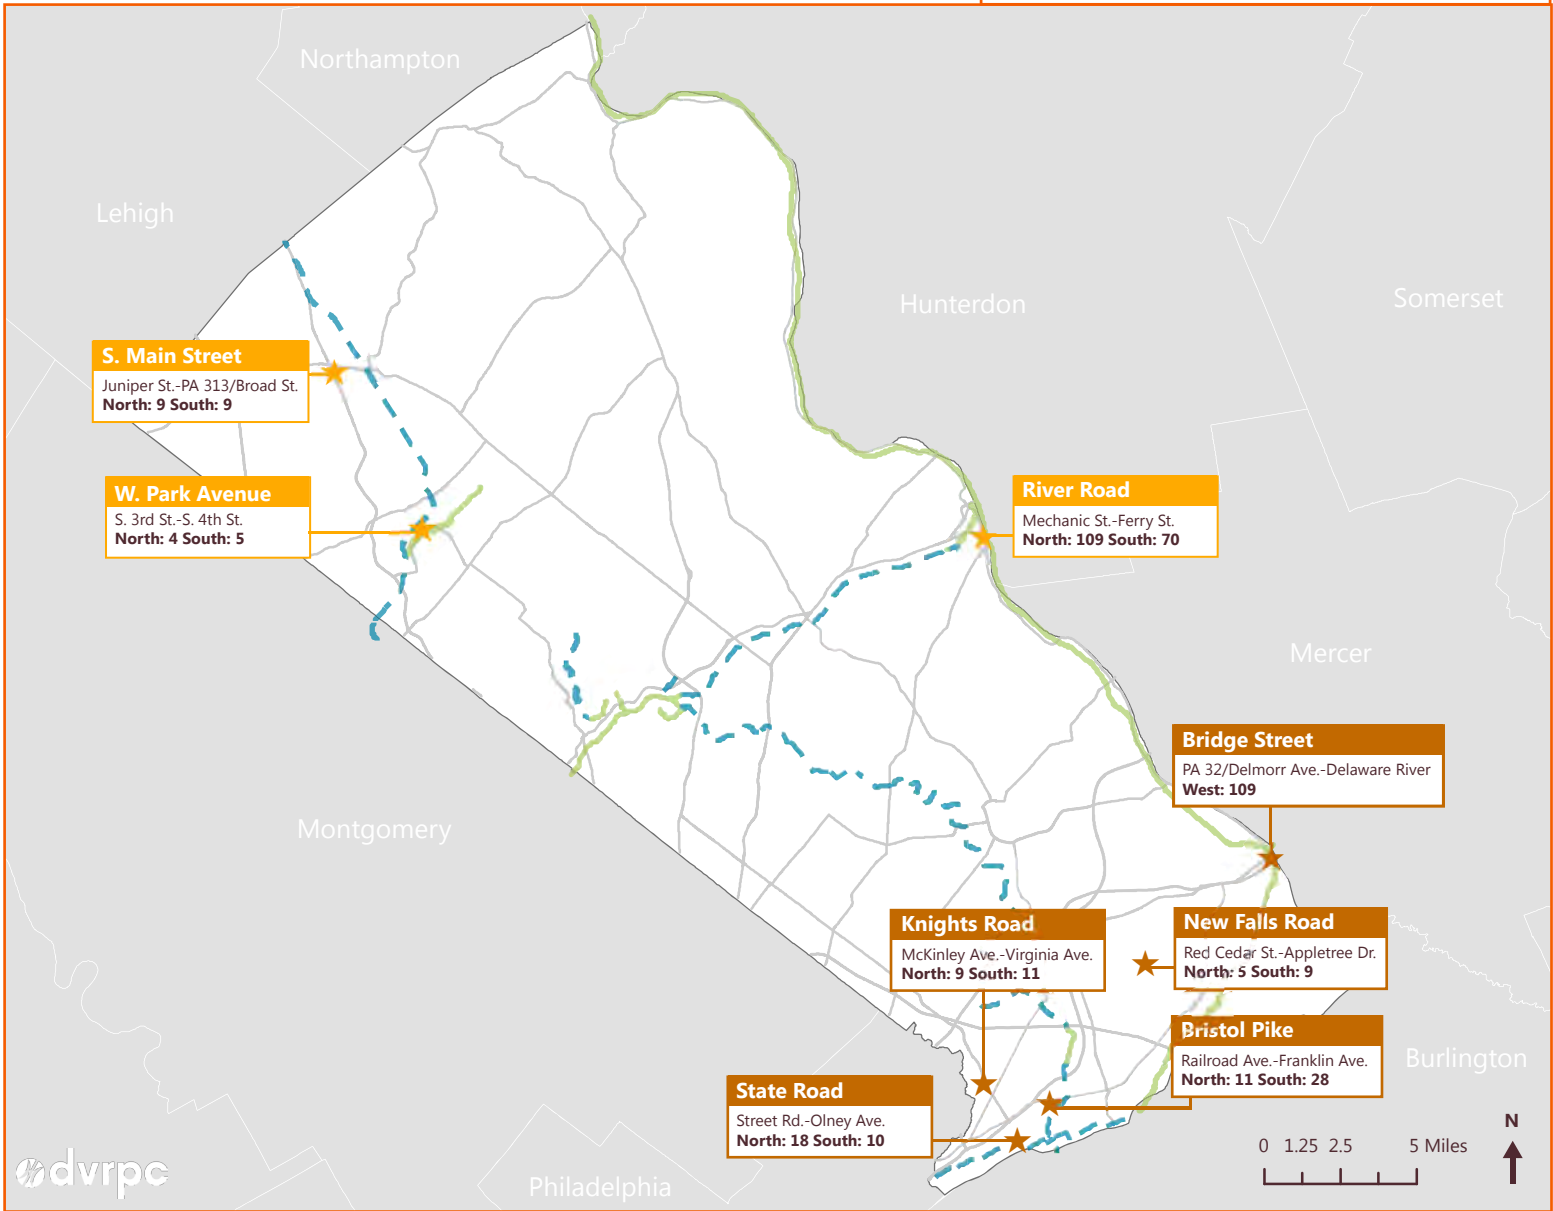 Northampton
Lehigh
Hunterdon
Somerset
S. Main Street
Juniper St.-PA 313/Broad St.
North: 9 South: 9
W. Park Avenue
S. 3rd St.-S. 4th St.
North: 4 South: 5
River Road
Mechanic St.-Ferry St.
North: 109 South: 70
Mercer
Bridge Street
PA 32/Delmorr Ave.-Delaware River
West: 109
Montgomery
Knights Road
McKinley Ave.-Virginia Ave.
North: 9 South: 11
New Falls Road
Red Cedar St.-Appletree Dr.
North: 5 South: 9
Bristol Pike
Railroad Ave.-Franklin Ave.
North: 11 South: 28
Burlington
State Road
Street Rd.-Olney Ave.
North: 18 South: 10
N
0 1.25 2.5 5 Miles
dvrpc
Philadelphia